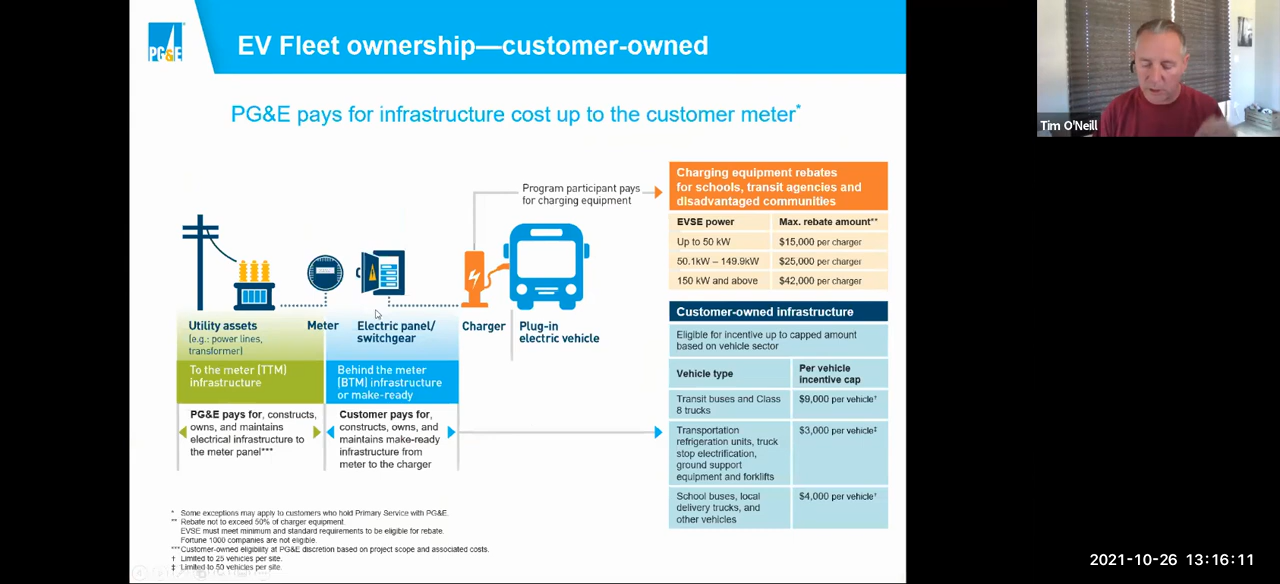 PG&E
EV Fleet ownership—customer-owned
PG&E pays for infrastructure cost up to the customer meter*
Tim O'Neill
Program participant pays
for charging equipment
Utility assets
(e.g.: power lines,
transformer)
Meter
Electric panel/
switchgear
Charger
Plug-in
electric vehicle
To the meter (TTM)
infrastructure
Behind the meter
(BTM) infrastructure
or make-ready
PG&E pays for, constructs,
owns, and maintains
electrical infrastructure to
the meter panel***
Customer pays for,
constructs, owns, and
maintains make-ready
infrastructure from
meter to the charger
Charging equipment rebates
for schools, transit agencies and
disadvantaged communities
EVSE power Max. rebate amount**
Up to 50 kW $15,000 per charger
50.1kW – 149.9kW $25,000 per charger
150 kW and above $42,000 per charger
Customer-owned infrastructure
Eligible for incentive up to capped amount
based on vehicle sector
Vehicle type
Per vehicle
incentive cap
Transit buses and Class
8 trucks
$9,000 per vehicle†
Transportation
refrigeration units, truck
stop electrification,
ground support
equipment and forklifts
$3,000 per vehicle‡
School buses, local
delivery trucks, and
other vehicles
$4,000 per vehicle†
* Some exceptions may apply to customers who hold Primary Service with PG&E.
** Rebate not to exceed 50% of charger equipment.
EVSE must meet minimum and standard requirements to be eligible for rebate.
Fortune 1000 companies are not eligible.
***Customer-owned eligibility at PG&E discretion based on project scope and associated costs.
† Limited to 25 vehicles per site.
‡ Limited to 50 vehicles per site.
2021-10-26 13:16:11